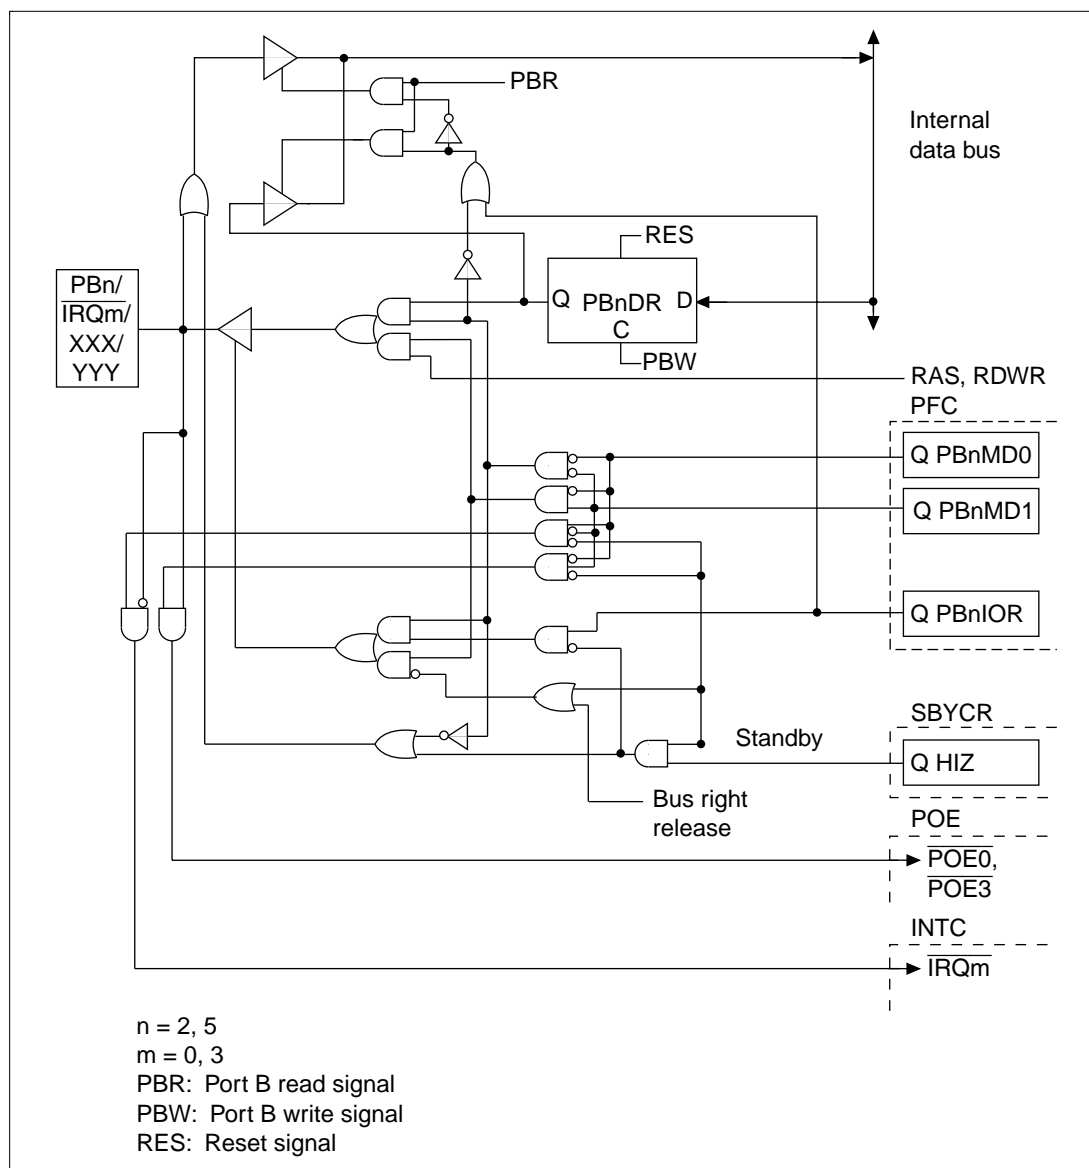 PBR
Internal
data bus
RES
PBn/
IRQm/
XXX/
YYY
Q PBnDR D
C
PBW
RAS, RDWR
PFC
Q PBnMD0
Q PBnMD1
Q PBnIOR
SBYCR
Standby
Q HIZ
Bus right
release
POE
POE0,
POE3
INTC
IRQm
n = 2, 5
m = 0, 3
PBR: Port B read signal
PBW: Port B write signal
RES: Reset signal